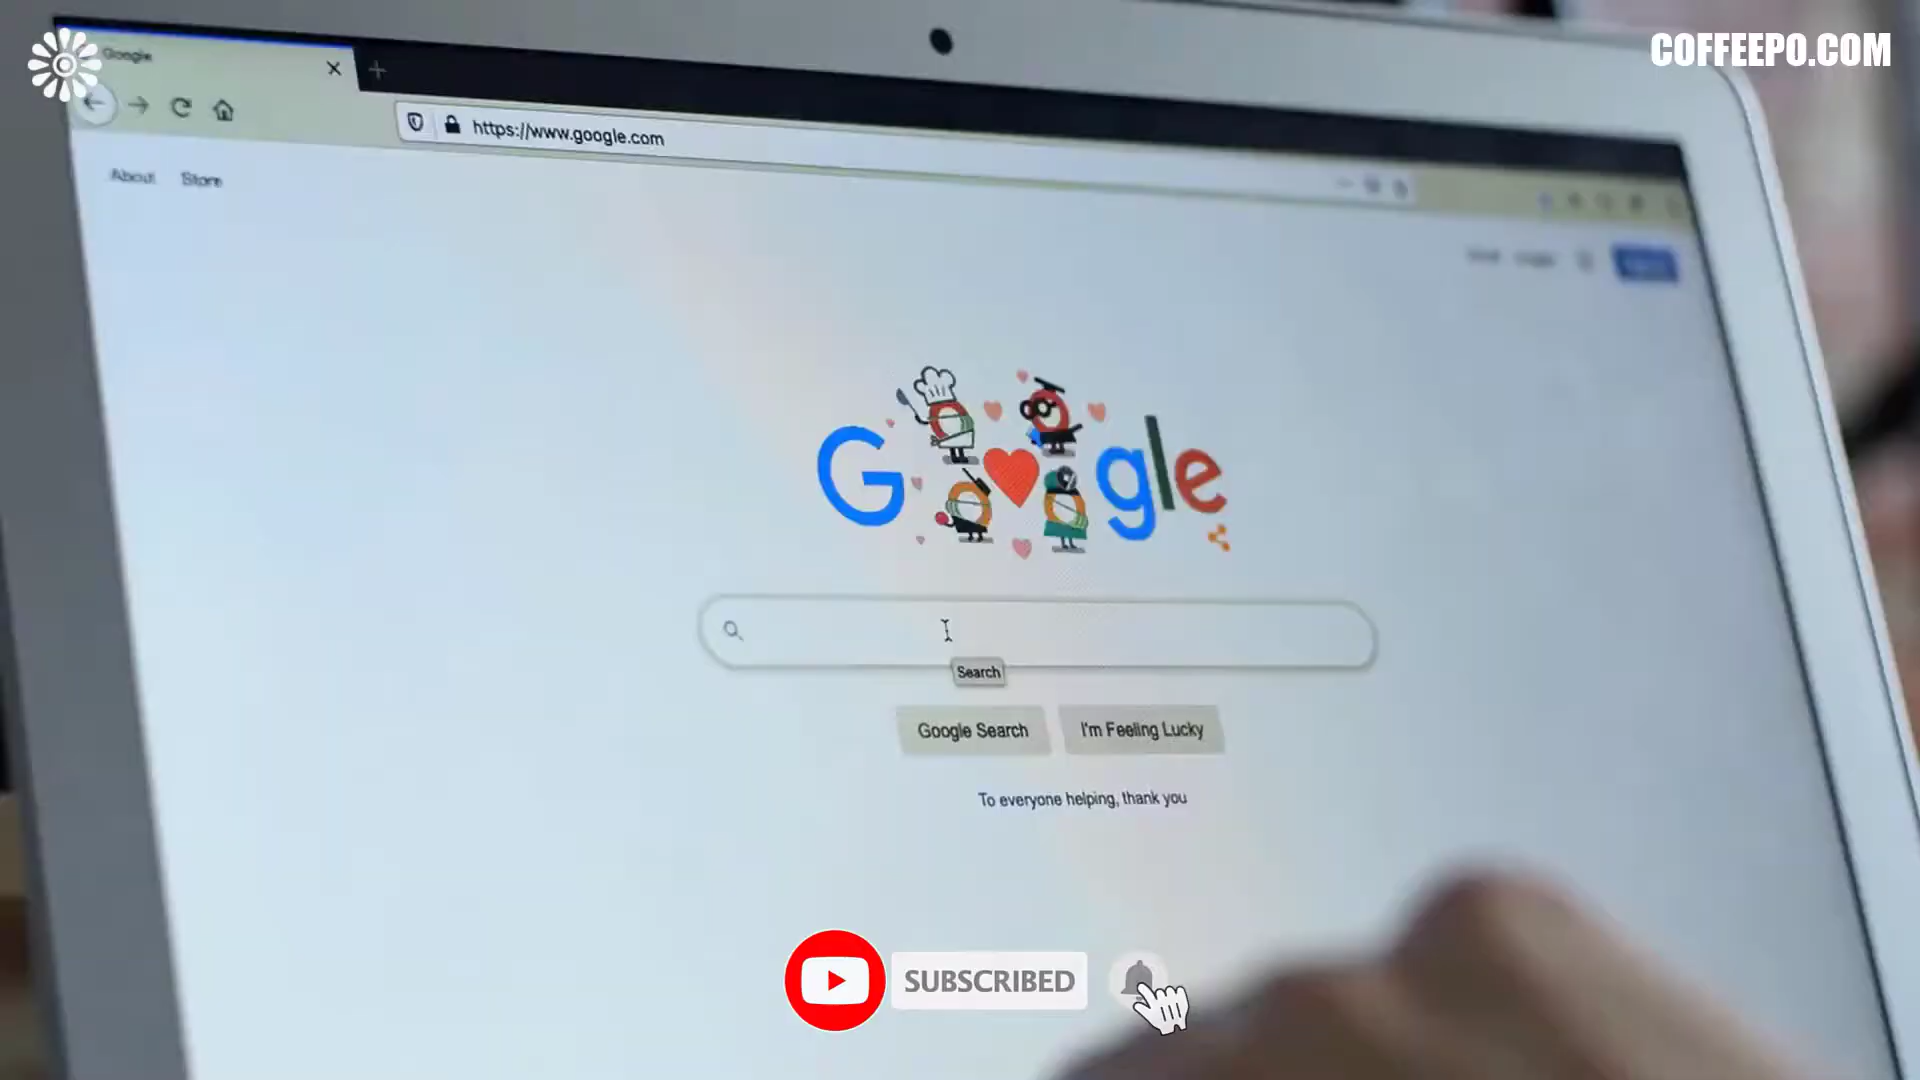 COFFEEPO.COM
Google
https://www.google.com
About Store
Google
Search
Google Search I'm Feeling Lucky
To everyone helping, thank you
SUBSCRIBED